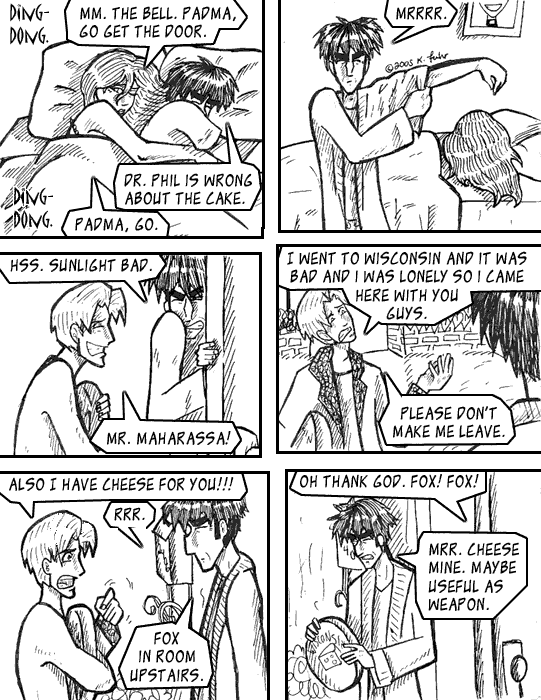 DING-
DONG.
MM. THE BELL. PADMA,
GO GET THE DOOR.
DR. PHIL IS WRONG
ABOUT THE CAKE.
DING-
DONG.
PADMA, GO.
MRRRR.
©2005 K. Fuhr
HSS. SUNLIGHT BAD.
MR. MAHARASSA!
I WENT TO WISCONSIN AND IT WAS
BAD AND I WAS LONELY SO I CAME
HERE WITH YOU
GUYS.
PLEASE DON'T
MAKE ME LEAVE.
ALSO I HAVE CHEESE FOR YOU!!!
RRR.
FOX
IN ROOM
UPSTAIRS.
OH THANK GOD. FOX! FOX!
MRR. CHEESE
MINE. MAYBE
USEFUL AS
WEAPON.